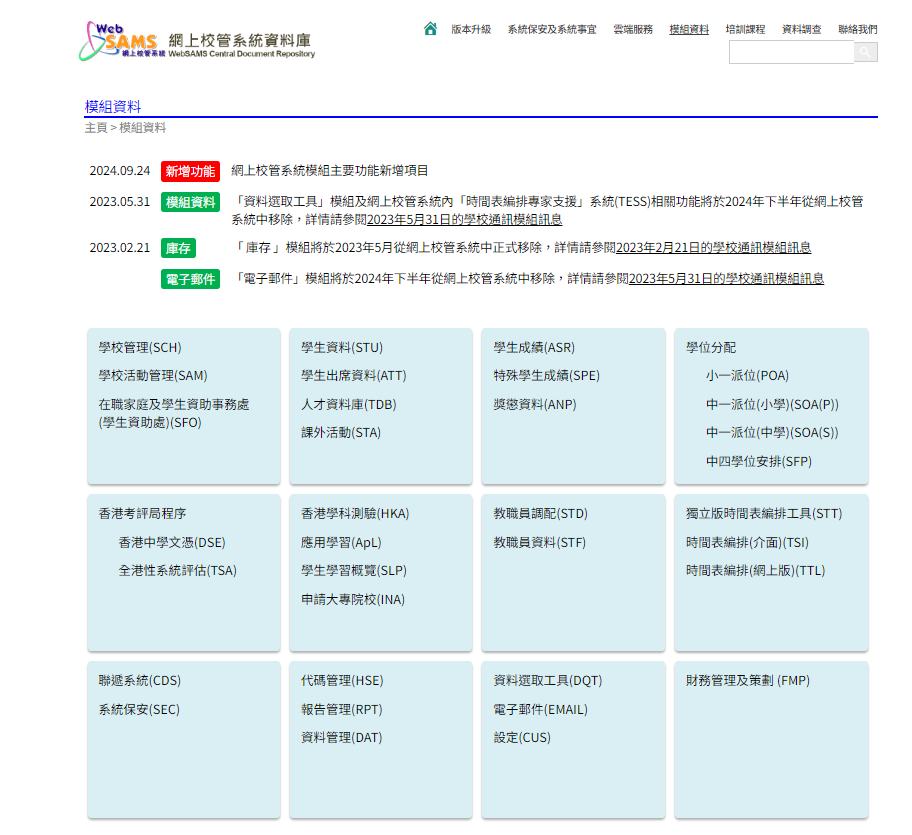 Web
SAMS
網上校管系統
網上校管系統資料庫
WebSAMS Central Document Repository
版本升級 系統保安及系統事宜 雲端服務 模組資料 培訓課程 資料調查 聯絡我們
模組資料
主頁 > 模組資料
2024.09.24 新增功能 網上校管系統模組主要功能新增項目
2023.05.31 模組資料 「資料選取工具」模組及網上校管系統內「時間表編排專家支援」系統(TESS)相關功能將於2024年下半年從網上校管
系統中移除，詳情請參閱2023年5月31日的學校通訊模組訊息
2023.02.21 庫存 「 庫存 」模組將於2023年5月從網上校管系統中正式移除，詳情請參閱2023年2月21日的學校通訊模組訊息
電子郵件 「電子郵件」模組將於2024年下半年從網上校管系統中移除，詳情請參閱2023年5月31日的學校通訊模組訊息
學校管理(SCH)
學校活動管理(SAM)
在職家庭及學生資助事務處
(學生資助處)(SFO)
學生資料(STU)
學生出席資料(ATT)
人才資料庫(TDB)
課外活動(STA)
學生成績(ASR)
特殊學生成績(SPE)
獎懲資料(ANP)
學位分配
小一派位(POA)
中一派位(小學)(SOA(P))
中一派位(中學)(SOA(S))
中四學位安排(SFP)
香港考評局程序
香港中學文憑(DSE)
全港性系統評估(TSA)
香港學科測驗(HKA)
應用學習(ApL)
學生學習概覽(SLP)
申請大專院校(INA)
教職員調配(STD)
教職員資料(STF)
獨立版時間表編排工具(STT)
時間表編排(介面)(TSI)
時間表編排(網上版)(TTL)
聯遞系統(CDS)
系統保安(SEC)
代碼管理(HSE)
報告管理(RPT)
資料管理(DAT)
資料選取工具(DQT)
電子郵件(EMAIL)
設定(CUS)
財務管理及策劃 (FMP)